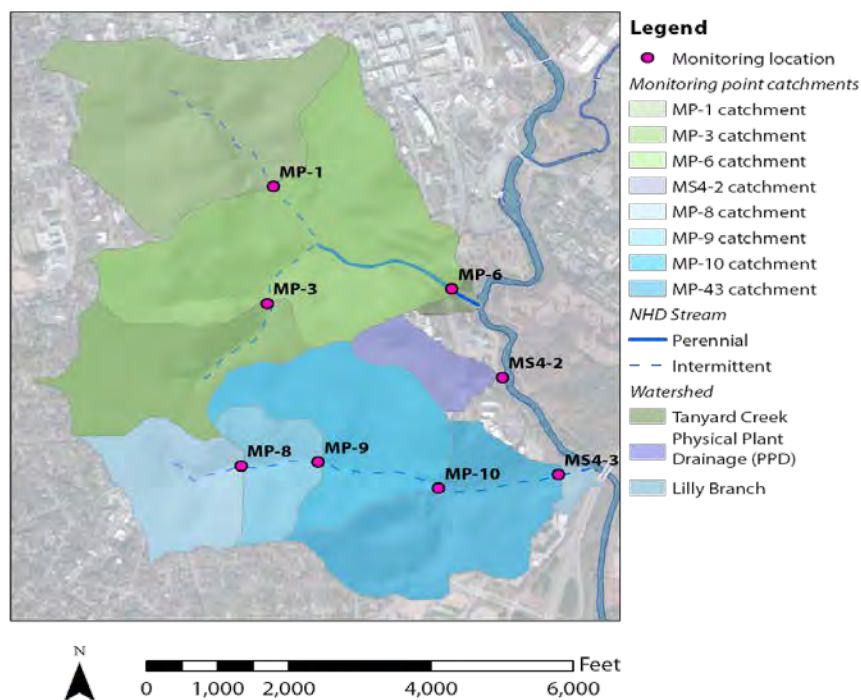 Legend
Monitoring location
Monitoring point catchments
MP-1 catchment
MP-3 catchment
MP-6 catchment
MS4-2 catchment
MP-8 catchment
MP-9 catchment
MP-10 catchment
MP-43 catchment
NHD Stream
Perennial
Intermittent
Watershed
Tanyard Creek
Physical Plant
Drainage (PPD)
Lilly Branch
MP-1
MP-6
MP-3
MS4-2
MP-8
MP-9
MP-10
MS4-3
N
Feet
0 1,000 2,000 4,000 6,000